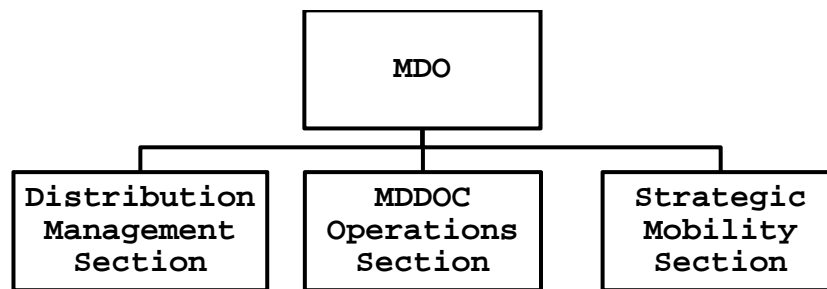 MDO
Distribution
Management
Section
MDDOC
Operations
Section
Strategic
Mobility
Section